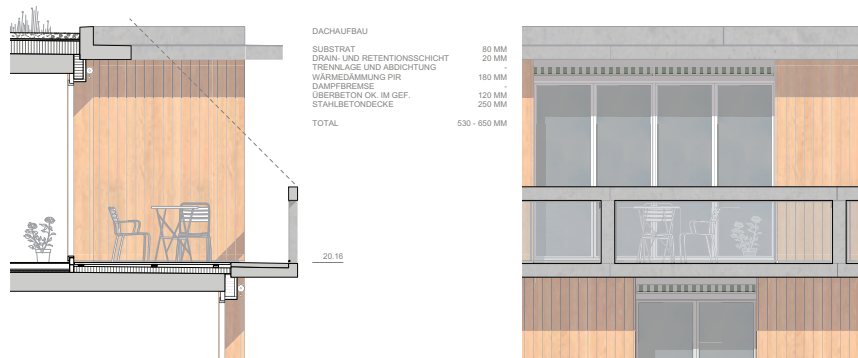 DACHAUFBAU
SUBSTRAT 80 MM
DRAIN- UND RETENTIONSSCHICHT 20 MM
TRENNLAGE UND ABDICHTUNG -
WÄRMEDÄMMUNG PIR 180 MM
DAMPFBREMSE -
ÜBERBETON OK. IM GEF. 120 MM
STAHLBETONDECKE 250 MM
TOTAL 530 - 650 MM
20.16